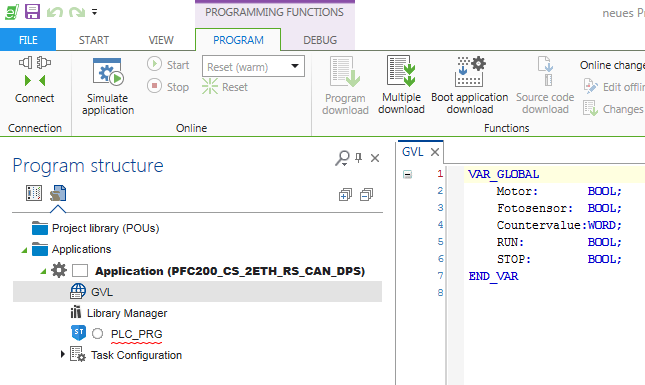 PROGRAMMING FUNCTIONS
neues P
FILE START VIEW PROGRAM DEBUG
Connect
Connection
Simulate application
Start
Stop
Reset (warm)
Reset
Online
Program download
Multiple download
Boot application download
Source code download
Online change
Edit offlin
Changes
Functions
Program structure
Project library (POUs)
Applications
Application (PFC200_CS_2ETH_RS_CAN_DPS)
GVL
Library Manager
ST PLC_PRG
Task Configuration
GVL
1 VAR_GLOBAL
2 Motor: BOOL;
3 Fotosensor: BOOL;
4 Countervalue:WORD;
5 RUN: BOOL;
6 STOP: BOOL;
7 END_VAR
8